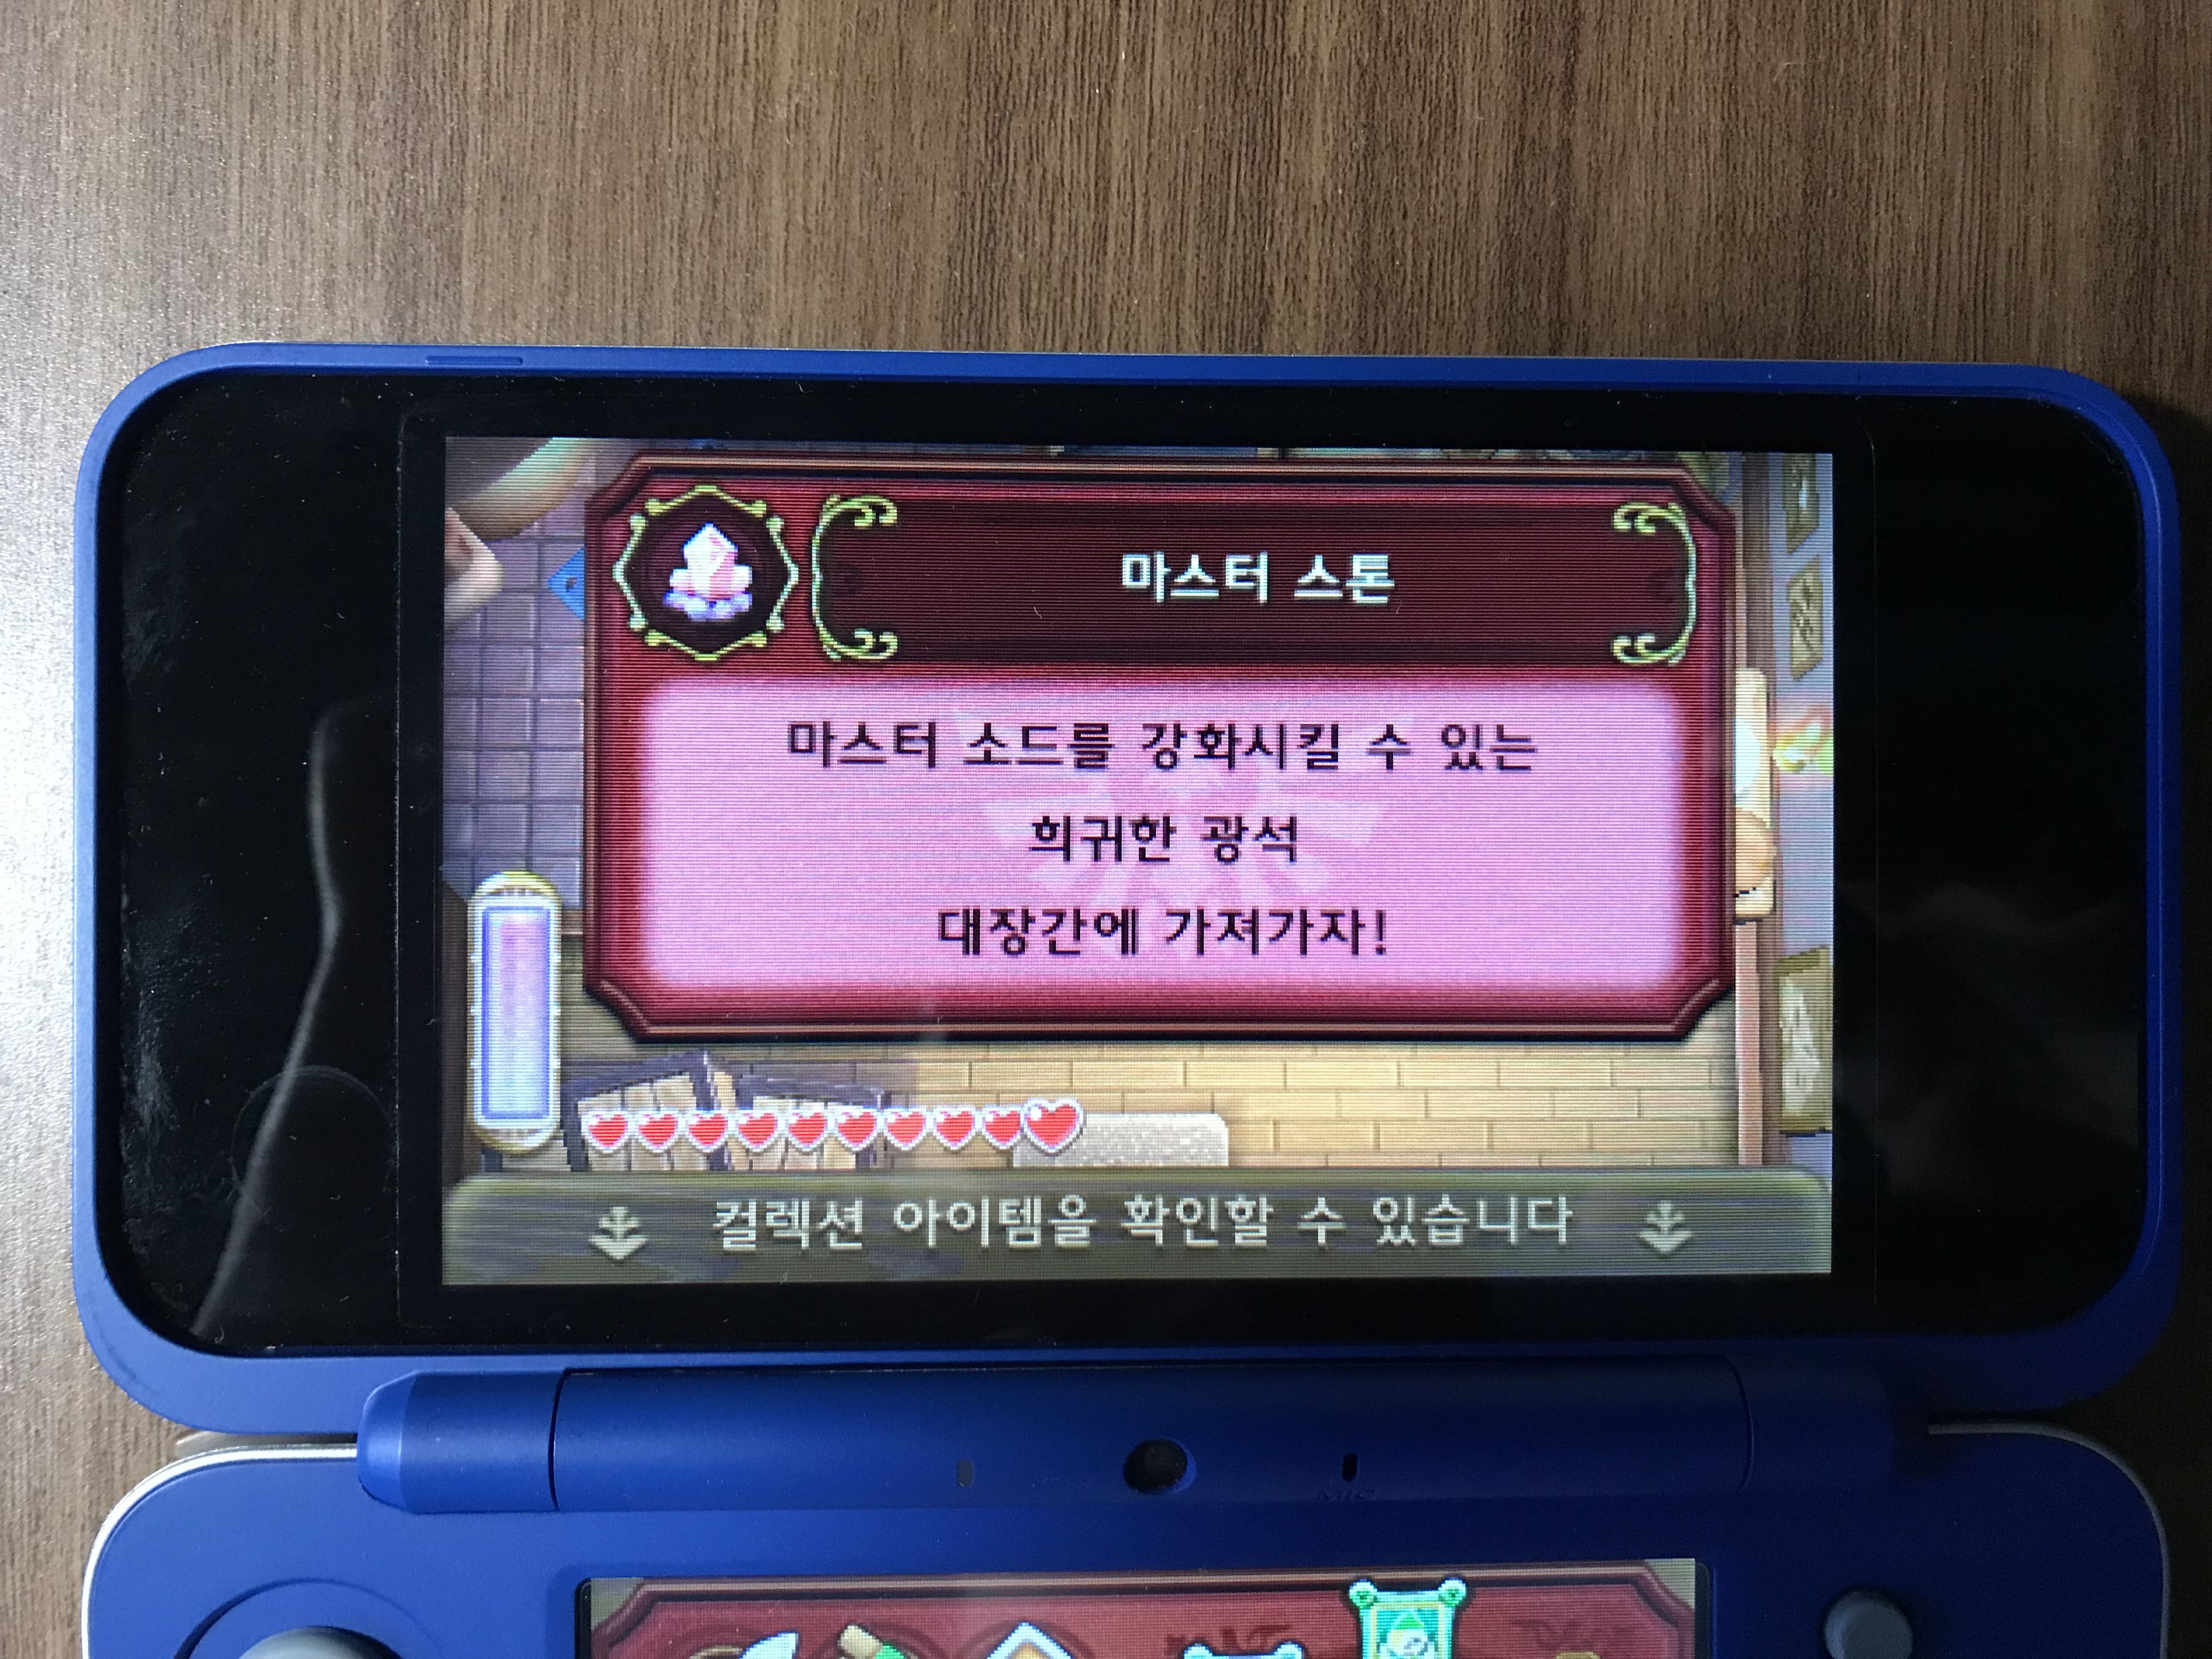 마스터 스톤
마스터 소드를 강화시킬 수 있는
희귀한 광석
대장간에 가져가자!
컬렉션 아이템을 확인할 수 있습니다